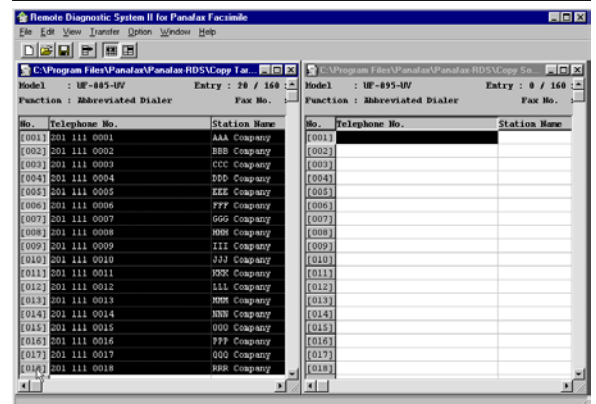 Remote Diagnostic System II for Panafax Facsimile
File Edit View Transfer Option Window Help
C:\Program Files\Panafax\Panafax-RDS\Copy Tar...
Model : UF-885-UV Entry : 20 / 160
Function : Abbreviated Dialer Fax No. :
No. Telephone No. Station Name
[001] 201 111 0001 AAA Company
[002] 201 111 0002 BBB Company
[003] 201 111 0003 CCC Company
[004] 201 111 0004 DDD Company
[005] 201 111 0005 EEE Company
[006] 201 111 0006 FFF Company
[007] 201 111 0007 GGG Company
[008] 201 111 0008 HHH Company
[009] 201 111 0009 III Company
[010] 201 111 0010 JJJ Company
[011] 201 111 0011 KKK Company
[012] 201 111 0012 LLL Company
[013] 201 111 0013 MMM Company
[014] 201 111 0014 NNN Company
[015] 201 111 0015 OOO Company
[016] 201 111 0016 PPP Company
[017] 201 111 0017 QQQ Company
[018] 201 111 0018 RRR Company
C:\Program Files\Panafax\Panafax-RDS\Copy So...
Model : UF-895-UV Entry : 0 / 160
Function : Abbreviated Dialer Fax No. :
No. Telephone No. Station Name
[001]
[002]
[003]
[004]
[005]
[006]
[007]
[008]
[009]
[010]
[011]
[012]
[013]
[014]
[015]
[016]
[017]
[018]